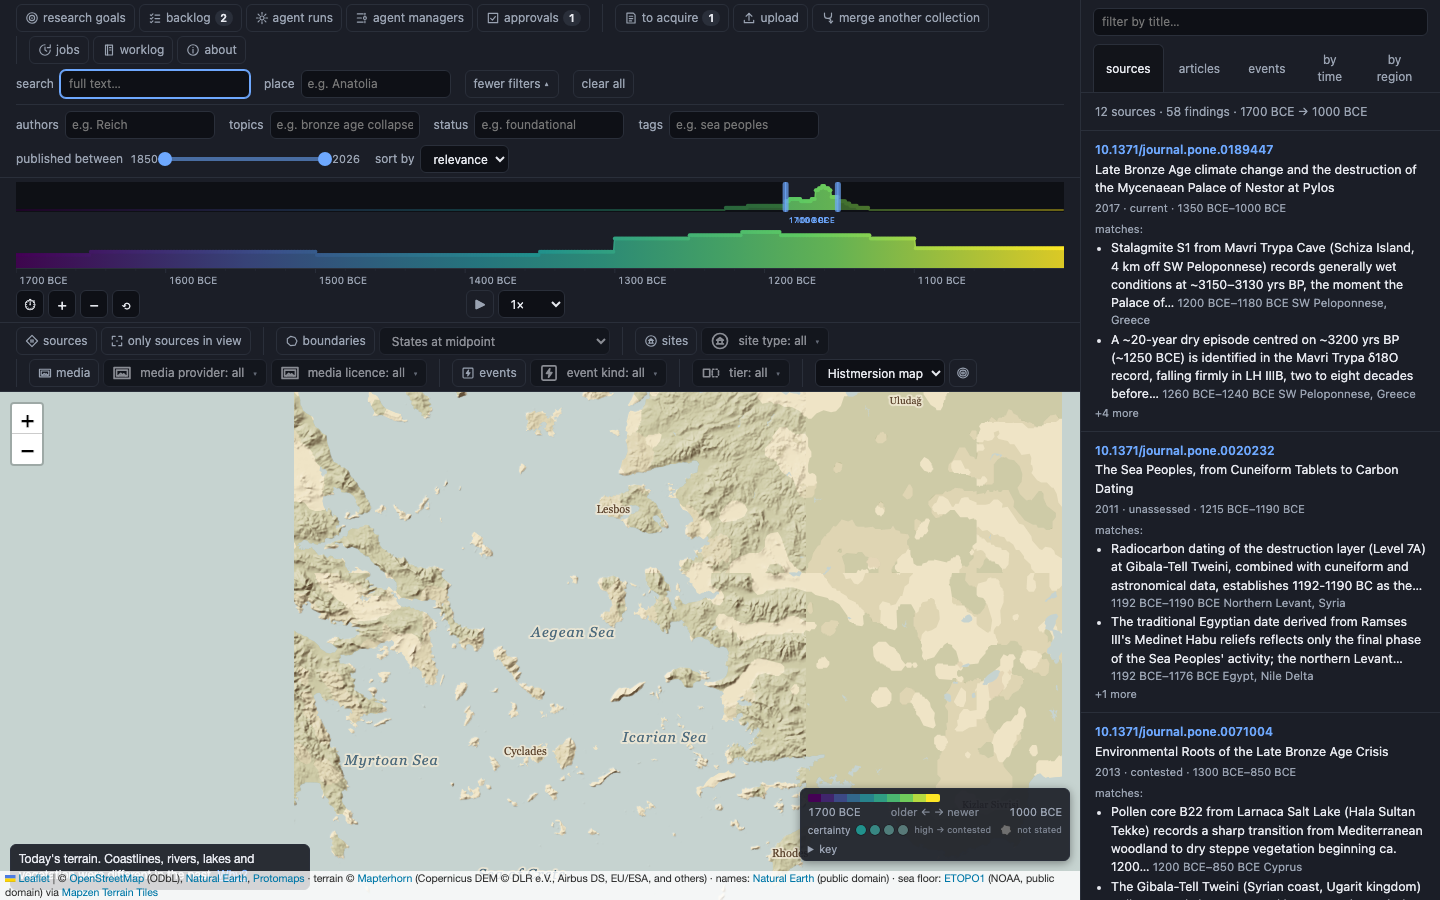 research goals
backlog 2
agent runs
agent managers
approvals 1
to acquire 1
upload
merge another collection
jobs
worklog
about
search full text...
place e.g. Anatolia
fewer filters
clear all
authors e.g. Reich
topics e.g. bronze age collapse
status e.g. foundational
tags e.g. sea peoples
published between 1850 2026
sort by relevance
1700 BCE 1600 BCE 1500 BCE 1400 BCE 1300 BCE 1200 BCE 1100 BCE
1×
sources
only sources in view
boundaries
States at midpoint
sites
site type: all
media
media provider: all
media licence: all
events
event kind: all
tier: all
Histmersion map
+
−
Uludağ
Lesbos
Aegean Sea
Icarian Sea
Cyclades
Myrtoan Sea
1700 BCE older ← → newer 1000 BCE
certainty high → contested not stated
key
Today's terrain. Coastlines, rivers, lakes and
Leaflet | © OpenStreetMap (ODbL), Natural Earth, Protomaps · terrain © Mapterhorn (Copernicus DEM © DLR e.V., Airbus DS, EU/ESA, and others) · names: Natural Earth (public domain) · sea floor: ETOPO1 (NOAA, public
domain) via Mapzen Terrain Tiles
filter by title...
sources
articles
events
by time
by region
12 sources · 58 findings · 1700 BCE → 1000 BCE
10.1371/journal.pone.0189447
Late Bronze Age climate change and the destruction of
the Mycenaean Palace of Nestor at Pylos
2017 · current · 1350 BCE–1000 BCE
matches:
• Stalagmite S1 from Mavri Trypa Cave (Schiza Island,
4 km off SW Peloponnese) records generally wet
conditions at ~3150–3130 yrs BP, the moment the
Palace of... 1200 BCE–1180 BCE SW Peloponnese,
Greece
• A ~20-year dry episode centred on ~3200 yrs BP
(~1250 BCE) is identified in the Mavri Trypa δ18O
record, falling firmly in LH IIIB, two to eight decades
before... 1260 BCE–1240 BCE SW Peloponnese, Greece
+4 more
10.1371/journal.pone.0020232
The Sea Peoples, from Cuneiform Tablets to Carbon
Dating
2011 · unassessed · 1215 BCE–1190 BCE
matches:
• Radiocarbon dating of the destruction layer (Level 7A)
at Gibala-Tell Tweini, combined with cuneiform and
astronomical data, establishes 1192-1190 BC as the...
1192 BCE–1190 BCE Northern Levant, Syria
• The traditional Egyptian date derived from Ramses
III's Medinet Habu reliefs reflects only the final phase
of the Sea Peoples' activity; the northern Levant...
1192 BCE–1176 BCE Egypt, Nile Delta
+1 more
10.1371/journal.pone.0071004
Environmental Roots of the Late Bronze Age Crisis
2013 · contested · 1300 BCE–850 BCE
matches:
• Pollen core B22 from Larnaca Salt Lake (Hala Sultan
Tekke) records a sharp transition from Mediterranean
woodland to dry steppe vegetation beginning ca.
1200... 1200 BCE–850 BCE Cyprus
• The Gibala-Tell Tweini (Syrian coast, Ugarit kingdom)